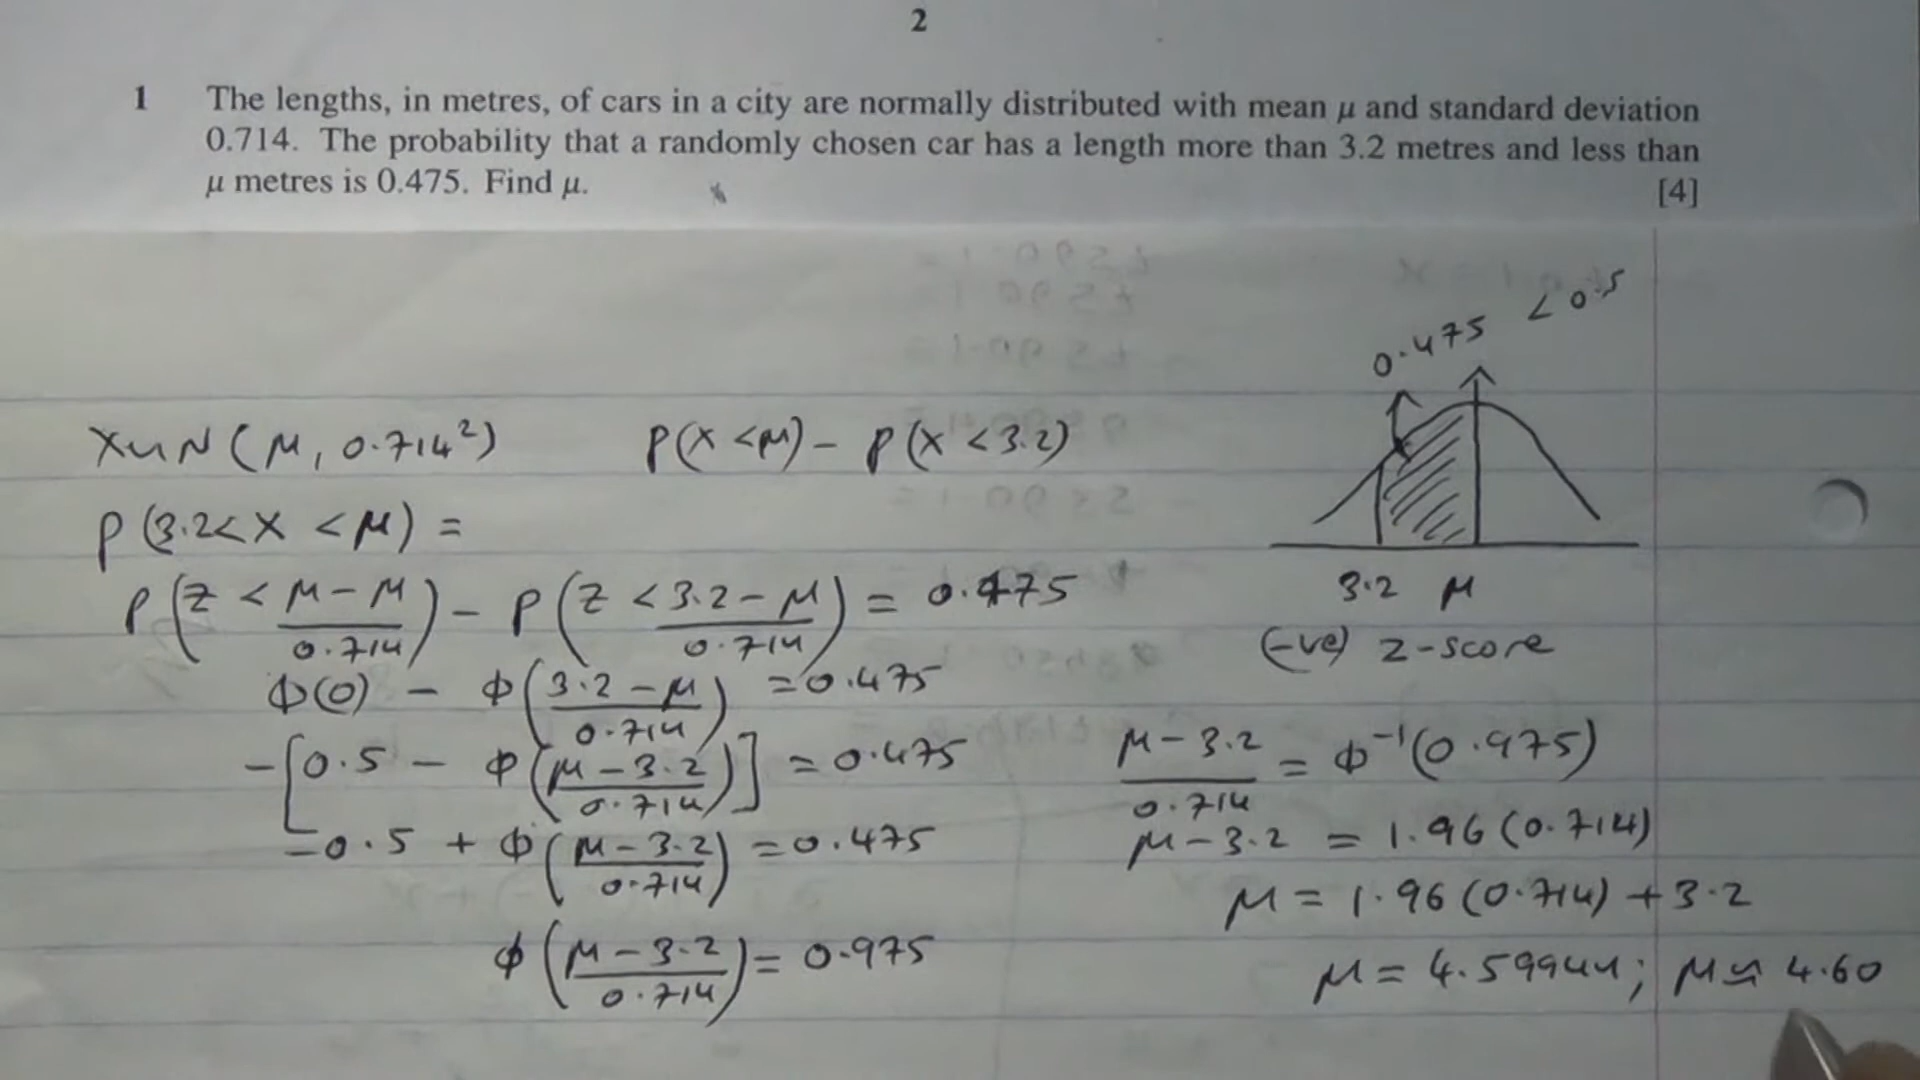 2
1 The lengths, in metres, of cars in a city are normally distributed with mean μ and standard deviation
0.714. The probability that a randomly chosen car has a length more than 3.2 metres and less than
μ metres is 0.475. Find μ.
[4]
0.475 < 0.5
X ~ N(μ, 0.714²)
P(X < μ) - P(X < 3.2)
P(3.2 < X < μ) =
3.2 μ
(-ve) z-score
P(Z < (μ - μ)/0.714) - P(Z < (3.2 - μ)/0.714) = 0.475
Φ(0) - Φ((3.2 - μ)/0.714) = 0.475
-[0.5 - Φ((μ - 3.2)/0.714)] = 0.475
-0.5 + Φ((μ - 3.2)/0.714) = 0.475
Φ((μ - 3.2)/0.714) = 0.975
(μ - 3.2)/0.714 = Φ⁻¹(0.975)
μ - 3.2 = 1.96(0.714)
μ = 1.96(0.714) + 3.2
μ = 4.59944; μ ≃ 4.60